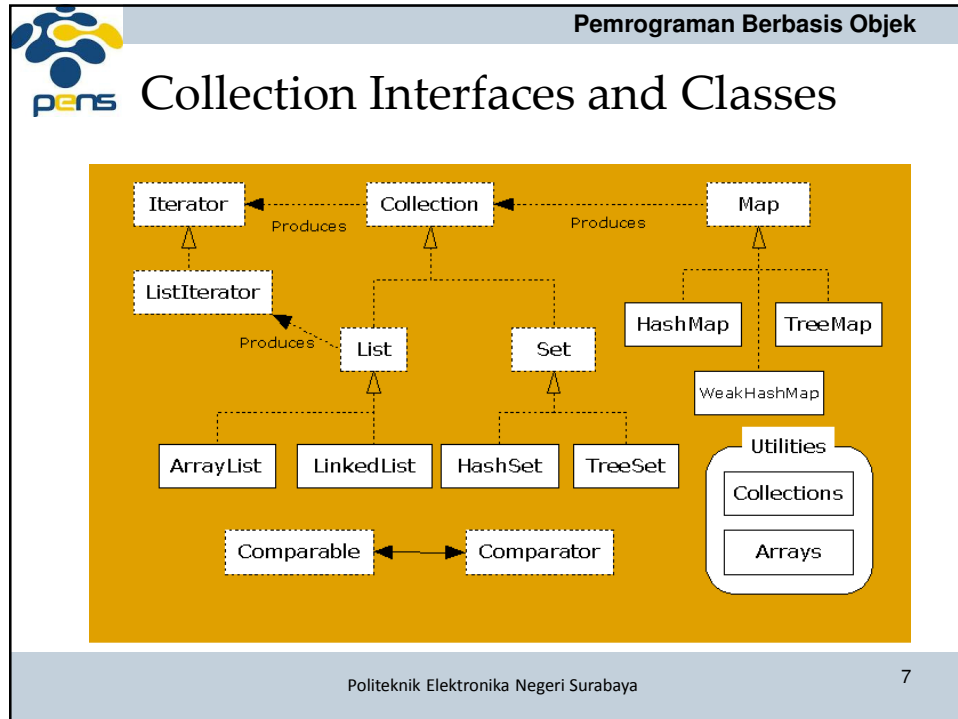 Pemrograman Berbasis Objek
pens
Collection Interfaces and Classes
Iterator
Collection
Map
Produces
Produces
ListIterator
HashMap
TreeMap
Produces
List
Set
WeakHashMap
Utilities
ArrayList
LinkedList
HashSet
TreeSet
Collections
Comparable
Comparator
Arrays
Politeknik Elektronika Negeri Surabaya
7